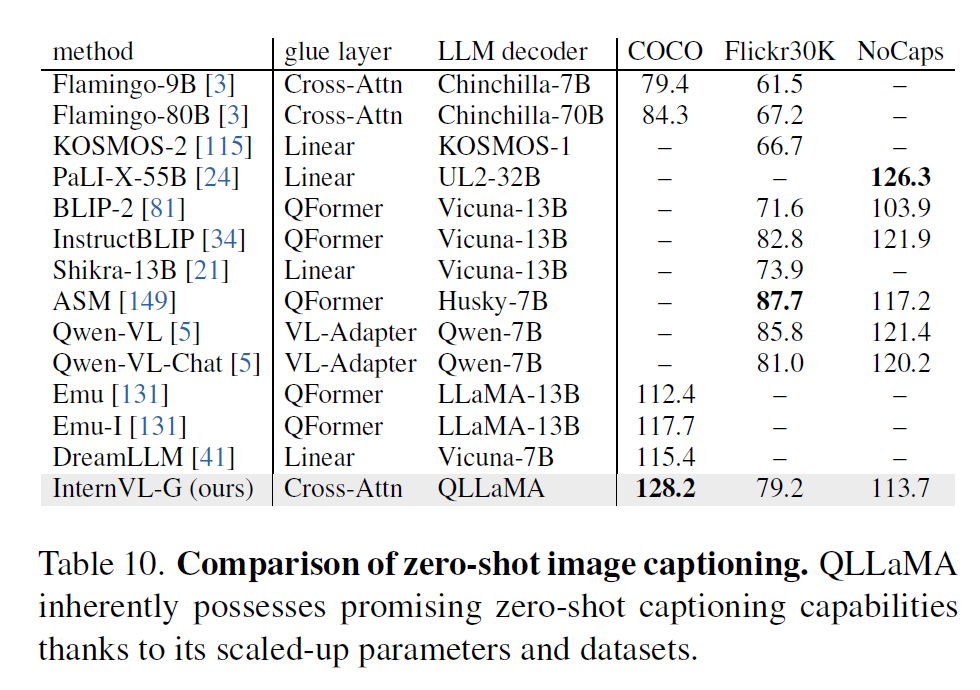 method glue layer LLM decoder COCO Flickr30K NoCaps
Flamingo-9B [3] Cross-Attn Chinchilla-7B 79.4 61.5 –
Flamingo-80B [3] Cross-Attn Chinchilla-70B 84.3 67.2 –
KOSMOS-2 [115] Linear KOSMOS-1 – 66.7 –
PaLI-X-55B [24] Linear UL2-32B – – 126.3
BLIP-2 [81] QFormer Vicuna-13B – 71.6 103.9
InstructBLIP [34] QFormer Vicuna-13B – 82.8 121.9
Shikra-13B [21] Linear Vicuna-13B – 73.9 –
ASM [149] QFormer Husky-7B – 87.7 117.2
Qwen-VL [5] VL-Adapter Qwen-7B – 85.8 121.4
Qwen-VL-Chat [5] VL-Adapter Qwen-7B – 81.0 120.2
Emu [131] QFormer LLaMA-13B 112.4 – –
Emu-I [131] QFormer LLaMA-13B 117.7 – –
DreamLLM [41] Linear Vicuna-7B 115.4 – –
InternVL-G (ours) Cross-Attn QLLaMA 128.2 79.2 113.7
Table 10. Comparison of zero-shot image captioning. QLLaMA
inherently possesses promising zero-shot captioning capabilities
thanks to its scaled-up parameters and datasets.